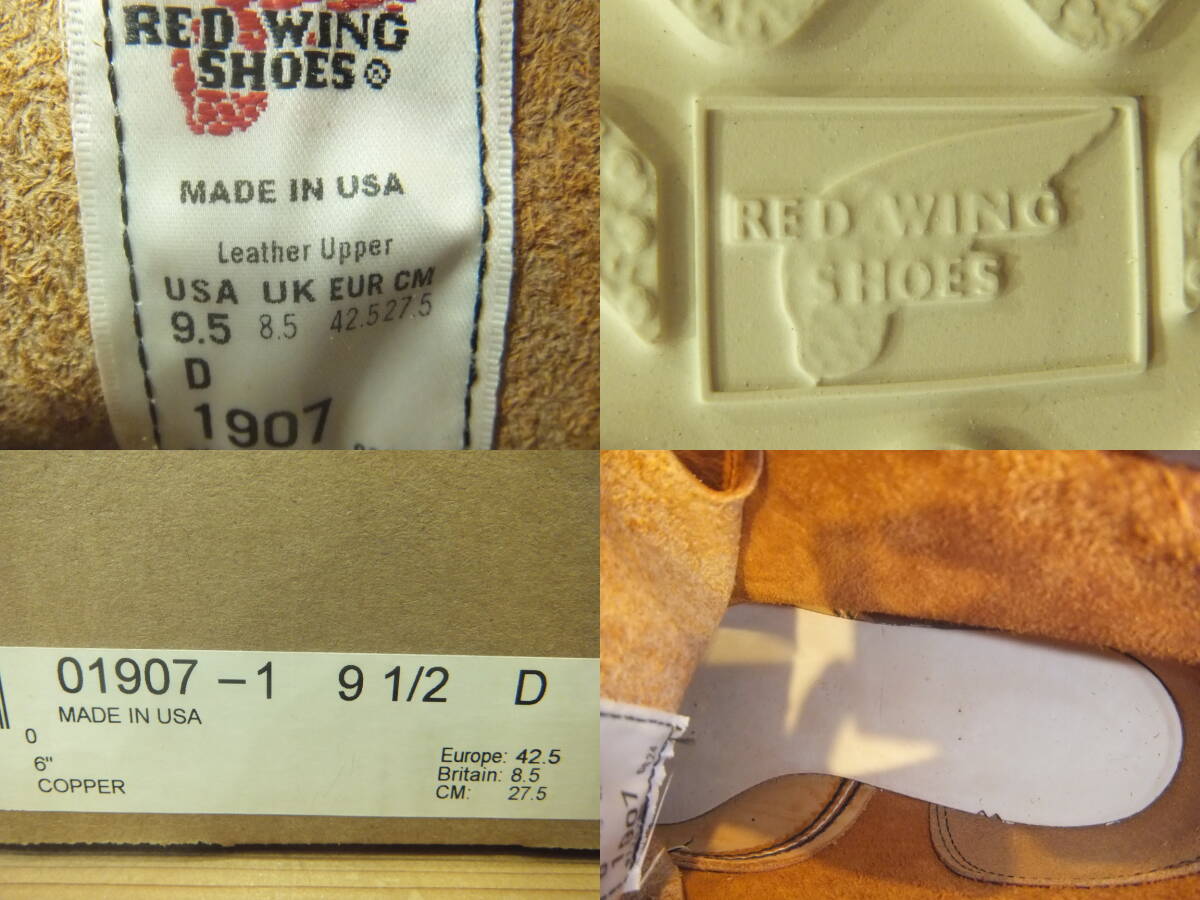 RED WING
SHOES®
MADE IN USA
Leather Upper
USA UK EUR CM
9.5 8.5 42.5 27.5
D
1907
RED WING
SHOES
01907 -1 9 1/2 D
MADE IN USA
0
6"
COPPER
Europe: 42.5
Britain: 8.5
CM: 27.5
1907